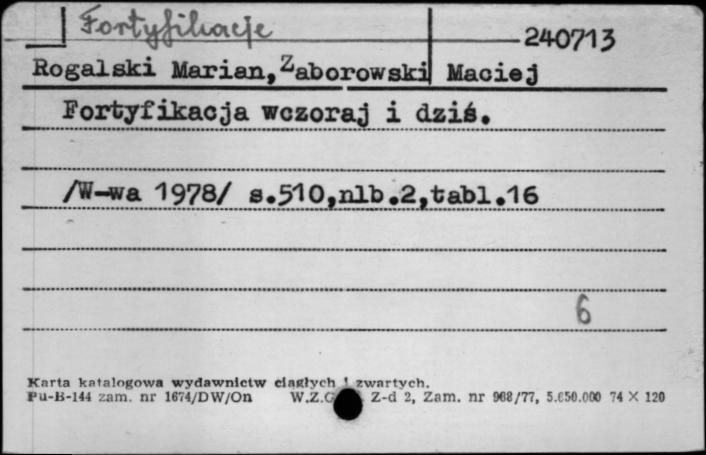 Fortyfikacje
240713
Rogalski Marian, Zaborowski Maciej
Fortyfikacja wczoraj i dziś.
/W-wa 1978/ s.510,nlb.2,tabl.16
6
Karta katalogowa wydawnictw ciągłych i zwartych.
Pu-B-144 zam. nr 1674/DW/On W.Z.G. Z-d 2, Zam. nr 968/77, 5.650.000 74 X 120